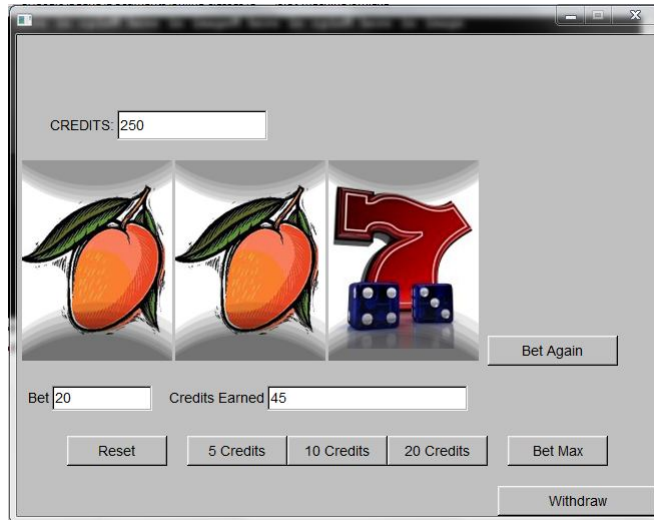 CREDITS: 250
7
Bet Again
Bet 20 Credits Earned 45
Reset 5 Credits 10 Credits 20 Credits Bet Max
Withdraw